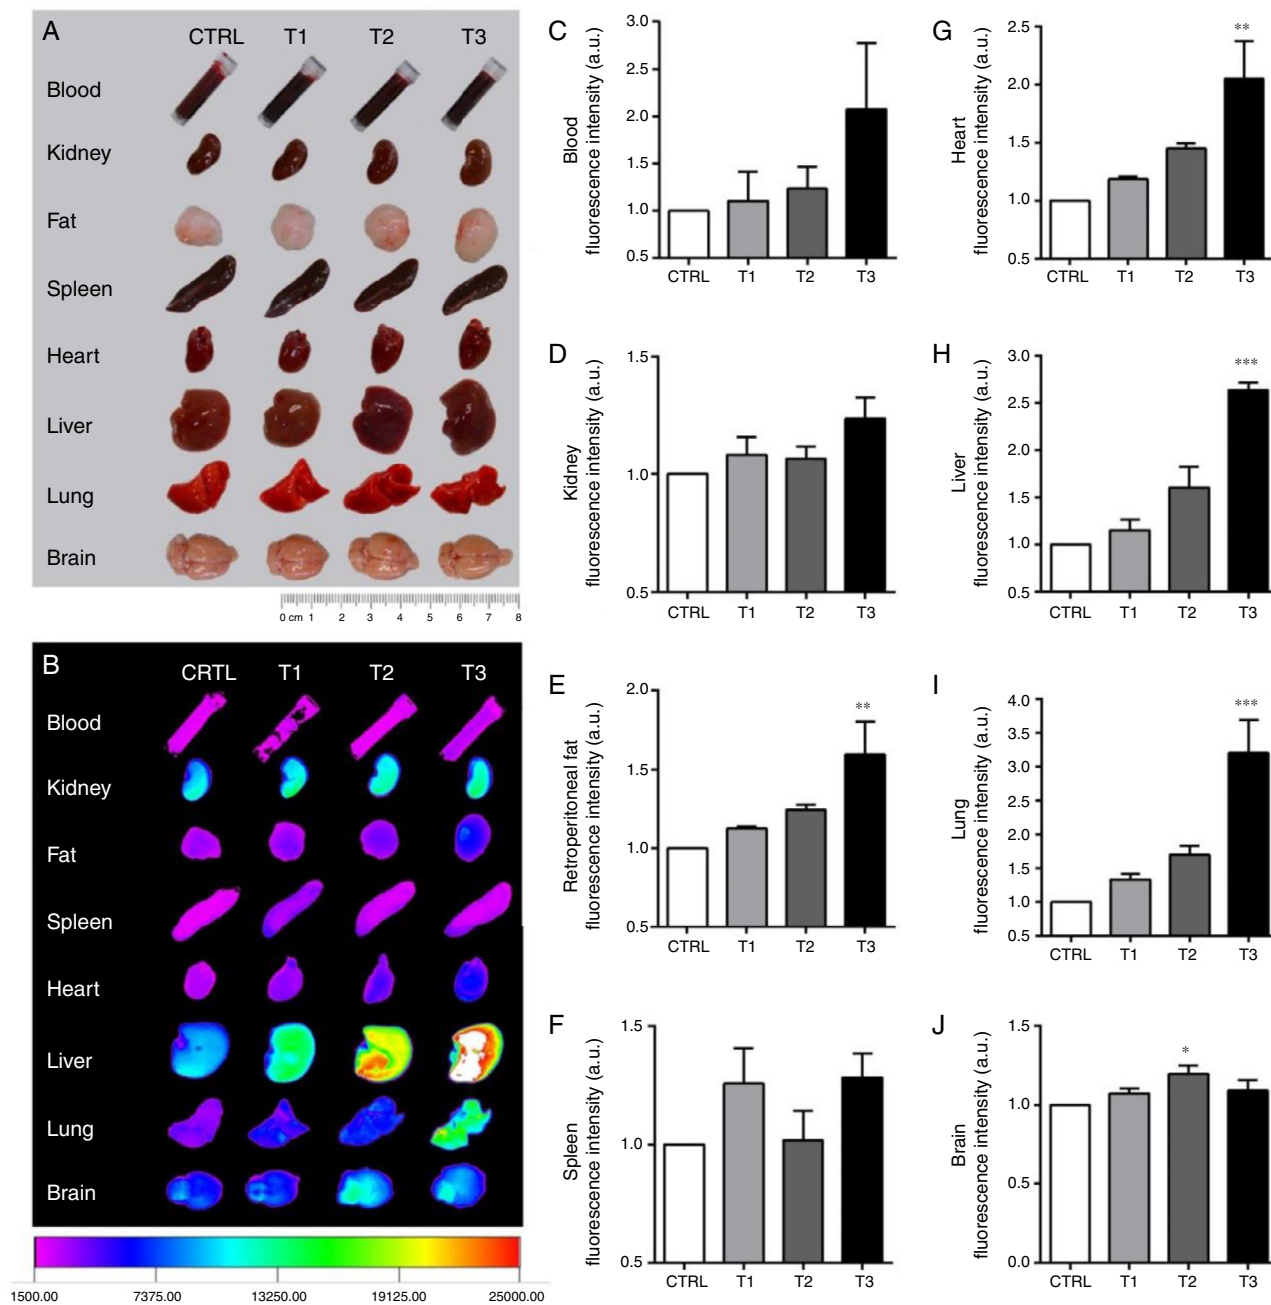 A
CTRL T1 T2 T3
Blood
Kidney
Fat
Spleen
Heart
Liver
Lung
Brain
0 cm 1 2 3 4 5 6 7 8
B
CRTL T1 T2 T3
Blood
Kidney
Fat
Spleen
Heart
Liver
Lung
Brain
1500.00 7375.00 13250.00 19125.00 25000.00
C
Blood
fluorescence intensity (a.u.)
3.0
2.5
2.0
1.5
1.0
0.5
CTRL T1 T2 T3
D
Kidney
fluorescence intensity (a.u.)
1.5
1.0
0.5
CTRL T1 T2 T3
E
Retroperitoneal fat
fluorescence intensity (a.u.)
2.0
1.5
1.0
0.5
**
CTRL T1 T2 T3
F
Spleen
fluorescence intensity (a.u.)
1.5
1.0
0.5
CTRL T1 T2 T3
G
Heart
fluorescence intensity (a.u.)
2.5
2.0
1.5
1.0
0.5
**
CTRL T1 T2 T3
H
Liver
fluorescence intensity (a.u.)
3.0
2.5
2.0
1.5
1.0
0.5
***
CTRL T1 T2 T3
I
Lung
fluorescence intensity (a.u.)
4.0
3.5
3.0
2.5
2.0
1.5
1.0
0.5
***
CTRL T1 T2 T3
J
Brain
fluorescence intensity (a.u.)
1.5
1.0
0.5
0.0
*
CTRL T1 T2 T3